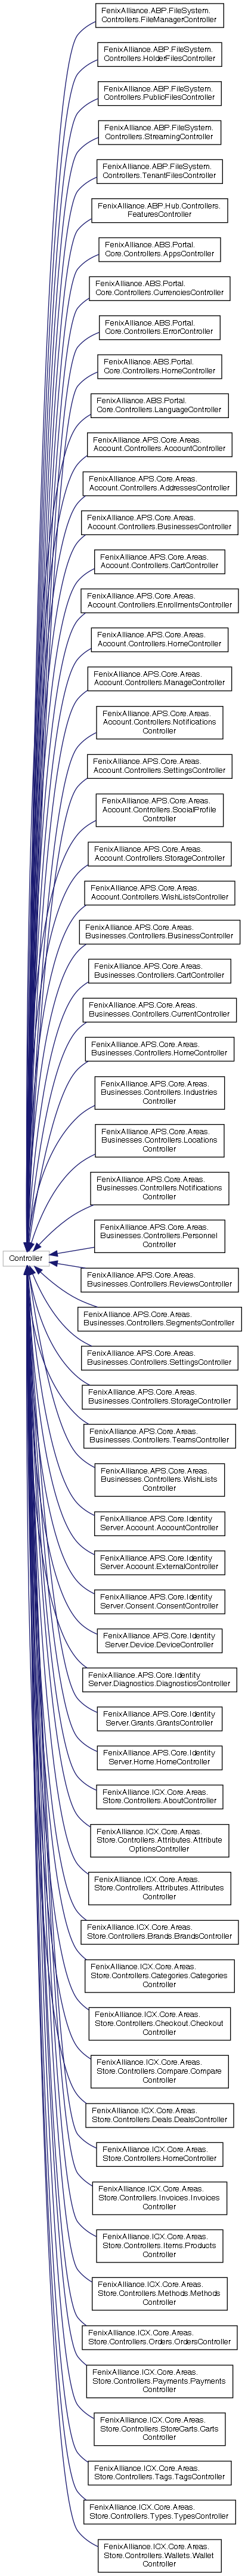 FenixAlliance.ABP.FileSystem.
Controllers.FileManagerController
FenixAlliance.ABP.FileSystem.
Controllers.HolderFilesController
FenixAlliance.ABP.FileSystem.
Controllers.PublicFilesController
FenixAlliance.ABP.FileSystem.
Controllers.StreamingController
FenixAlliance.ABP.FileSystem.
Controllers.TenantFilesController
FenixAlliance.ABP.Hub.Controllers.
FeaturesController
FenixAlliance.ABS.Portal.
Core.Controllers.AppsController
FenixAlliance.ABS.Portal.
Core.Controllers.CurrenciesController
FenixAlliance.ABS.Portal.
Core.Controllers.ErrorController
FenixAlliance.ABS.Portal.
Core.Controllers.HomeController
FenixAlliance.ABS.Portal.
Core.Controllers.LanguageController
FenixAlliance.APS.Core.Areas.
Account.Controllers.AccountController
FenixAlliance.APS.Core.Areas.
Account.Controllers.AddressesController
FenixAlliance.APS.Core.Areas.
Account.Controllers.BusinessesController
FenixAlliance.APS.Core.Areas.
Account.Controllers.CartController
FenixAlliance.APS.Core.Areas.
Account.Controllers.EnrollmentsController
FenixAlliance.APS.Core.Areas.
Account.Controllers.HomeController
FenixAlliance.APS.Core.Areas.
Account.Controllers.ManageController
FenixAlliance.APS.Core.Areas.
Account.Controllers.Notifications
Controller
FenixAlliance.APS.Core.Areas.
Account.Controllers.SettingsController
FenixAlliance.APS.Core.Areas.
Account.Controllers.SocialProfile
Controller
FenixAlliance.APS.Core.Areas.
Account.Controllers.StorageController
FenixAlliance.APS.Core.Areas.
Account.Controllers.WishListsController
FenixAlliance.APS.Core.Areas.
Businesses.Controllers.BusinessController
FenixAlliance.APS.Core.Areas.
Businesses.Controllers.CartController
FenixAlliance.APS.Core.Areas.
Businesses.Controllers.CurrentController
FenixAlliance.APS.Core.Areas.
Businesses.Controllers.HomeController
FenixAlliance.APS.Core.Areas.
Businesses.Controllers.Industries
Controller
FenixAlliance.APS.Core.Areas.
Businesses.Controllers.Locations
Controller
FenixAlliance.APS.Core.Areas.
Businesses.Controllers.Notifications
Controller
FenixAlliance.APS.Core.Areas.
Businesses.Controllers.Personnel
Controller
Controller
FenixAlliance.APS.Core.Areas.
Businesses.Controllers.ReviewsController
FenixAlliance.APS.Core.Areas.
Businesses.Controllers.SegmentsController
FenixAlliance.APS.Core.Areas.
Businesses.Controllers.SettingsController
FenixAlliance.APS.Core.Areas.
Businesses.Controllers.StorageController
FenixAlliance.APS.Core.Areas.
Businesses.Controllers.TeamsController
FenixAlliance.APS.Core.Areas.
Businesses.Controllers.WishLists
Controller
FenixAlliance.APS.Core.Identity
Server.Account.AccountController
FenixAlliance.APS.Core.Identity
Server.Account.ExternalController
FenixAlliance.APS.Core.Identity
Server.Consent.ConsentController
FenixAlliance.APS.Core.Identity
Server.Device.DeviceController
FenixAlliance.APS.Core.Identity
Server.Diagnostics.DiagnosticsController
FenixAlliance.APS.Core.Identity
Server.Grants.GrantsController
FenixAlliance.APS.Core.Identity
Server.Home.HomeController
FenixAlliance.ICX.Core.Areas.
Store.Controllers.AboutController
FenixAlliance.ICX.Core.Areas.
Store.Controllers.Attributes.Attribute
OptionsController
FenixAlliance.ICX.Core.Areas.
Store.Controllers.Attributes.Attributes
Controller
FenixAlliance.ICX.Core.Areas.
Store.Controllers.Brands.BrandsController
FenixAlliance.ICX.Core.Areas.
Store.Controllers.Categories.Categories
Controller
FenixAlliance.ICX.Core.Areas.
Store.Controllers.Checkout.Checkout
Controller
FenixAlliance.ICX.Core.Areas.
Store.Controllers.Compare.Compare
Controller
FenixAlliance.ICX.Core.Areas.
Store.Controllers.Deals.DealsController
FenixAlliance.ICX.Core.Areas.
Store.Controllers.HomeController
FenixAlliance.ICX.Core.Areas.
Store.Controllers.Invoices.Invoices
Controller
FenixAlliance.ICX.Core.Areas.
Store.Controllers.Items.Products
Controller
FenixAlliance.ICX.Core.Areas.
Store.Controllers.Methods.Methods
Controller
FenixAlliance.ICX.Core.Areas.
Store.Controllers.Orders.OrdersController
FenixAlliance.ICX.Core.Areas.
Store.Controllers.Payments.Payments
Controller
FenixAlliance.ICX.Core.Areas.
Store.Controllers.StoreCarts.Carts
Controller
FenixAlliance.ICX.Core.Areas.
Store.Controllers.Tags.TagsController
FenixAlliance.ICX.Core.Areas.
Store.Controllers.Types.TypesController
FenixAlliance.ICX.Core.Areas.
Store.Controllers.Wallets.Wallet
Controller